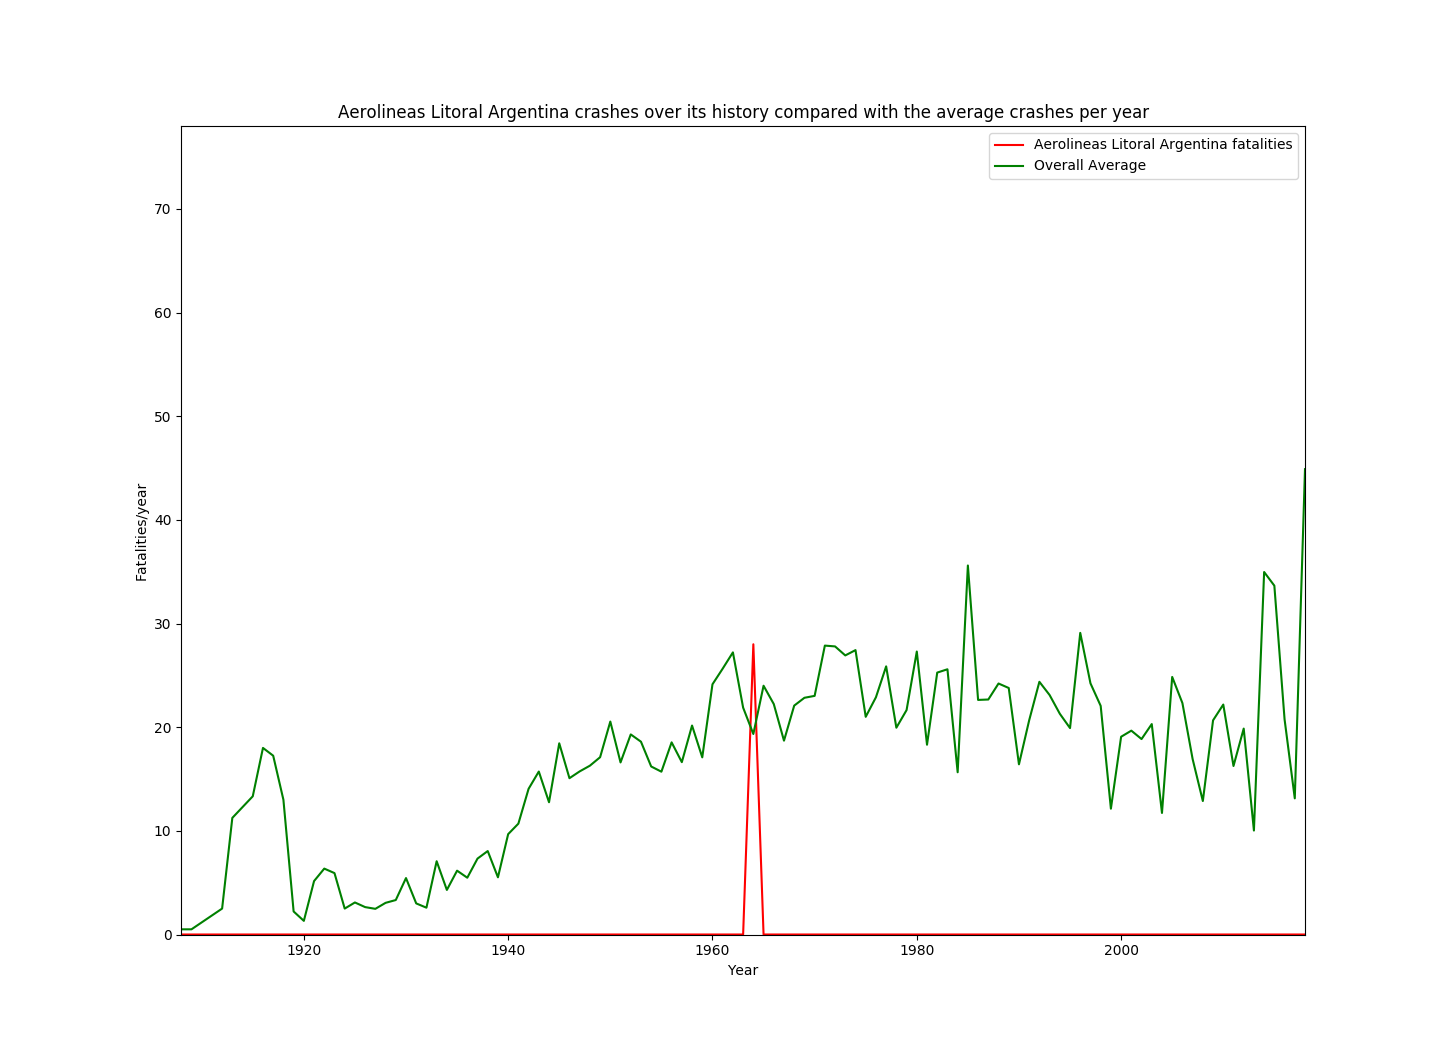 Aerolineas Litoral Argentina crashes over its history compared with the average crashes per year
Aerolineas Litoral Argentina fatalities
Overall Average
70
60
50
40
30
20
10
0
Fatalities/year
1920 1940 1960 1980 2000
Year